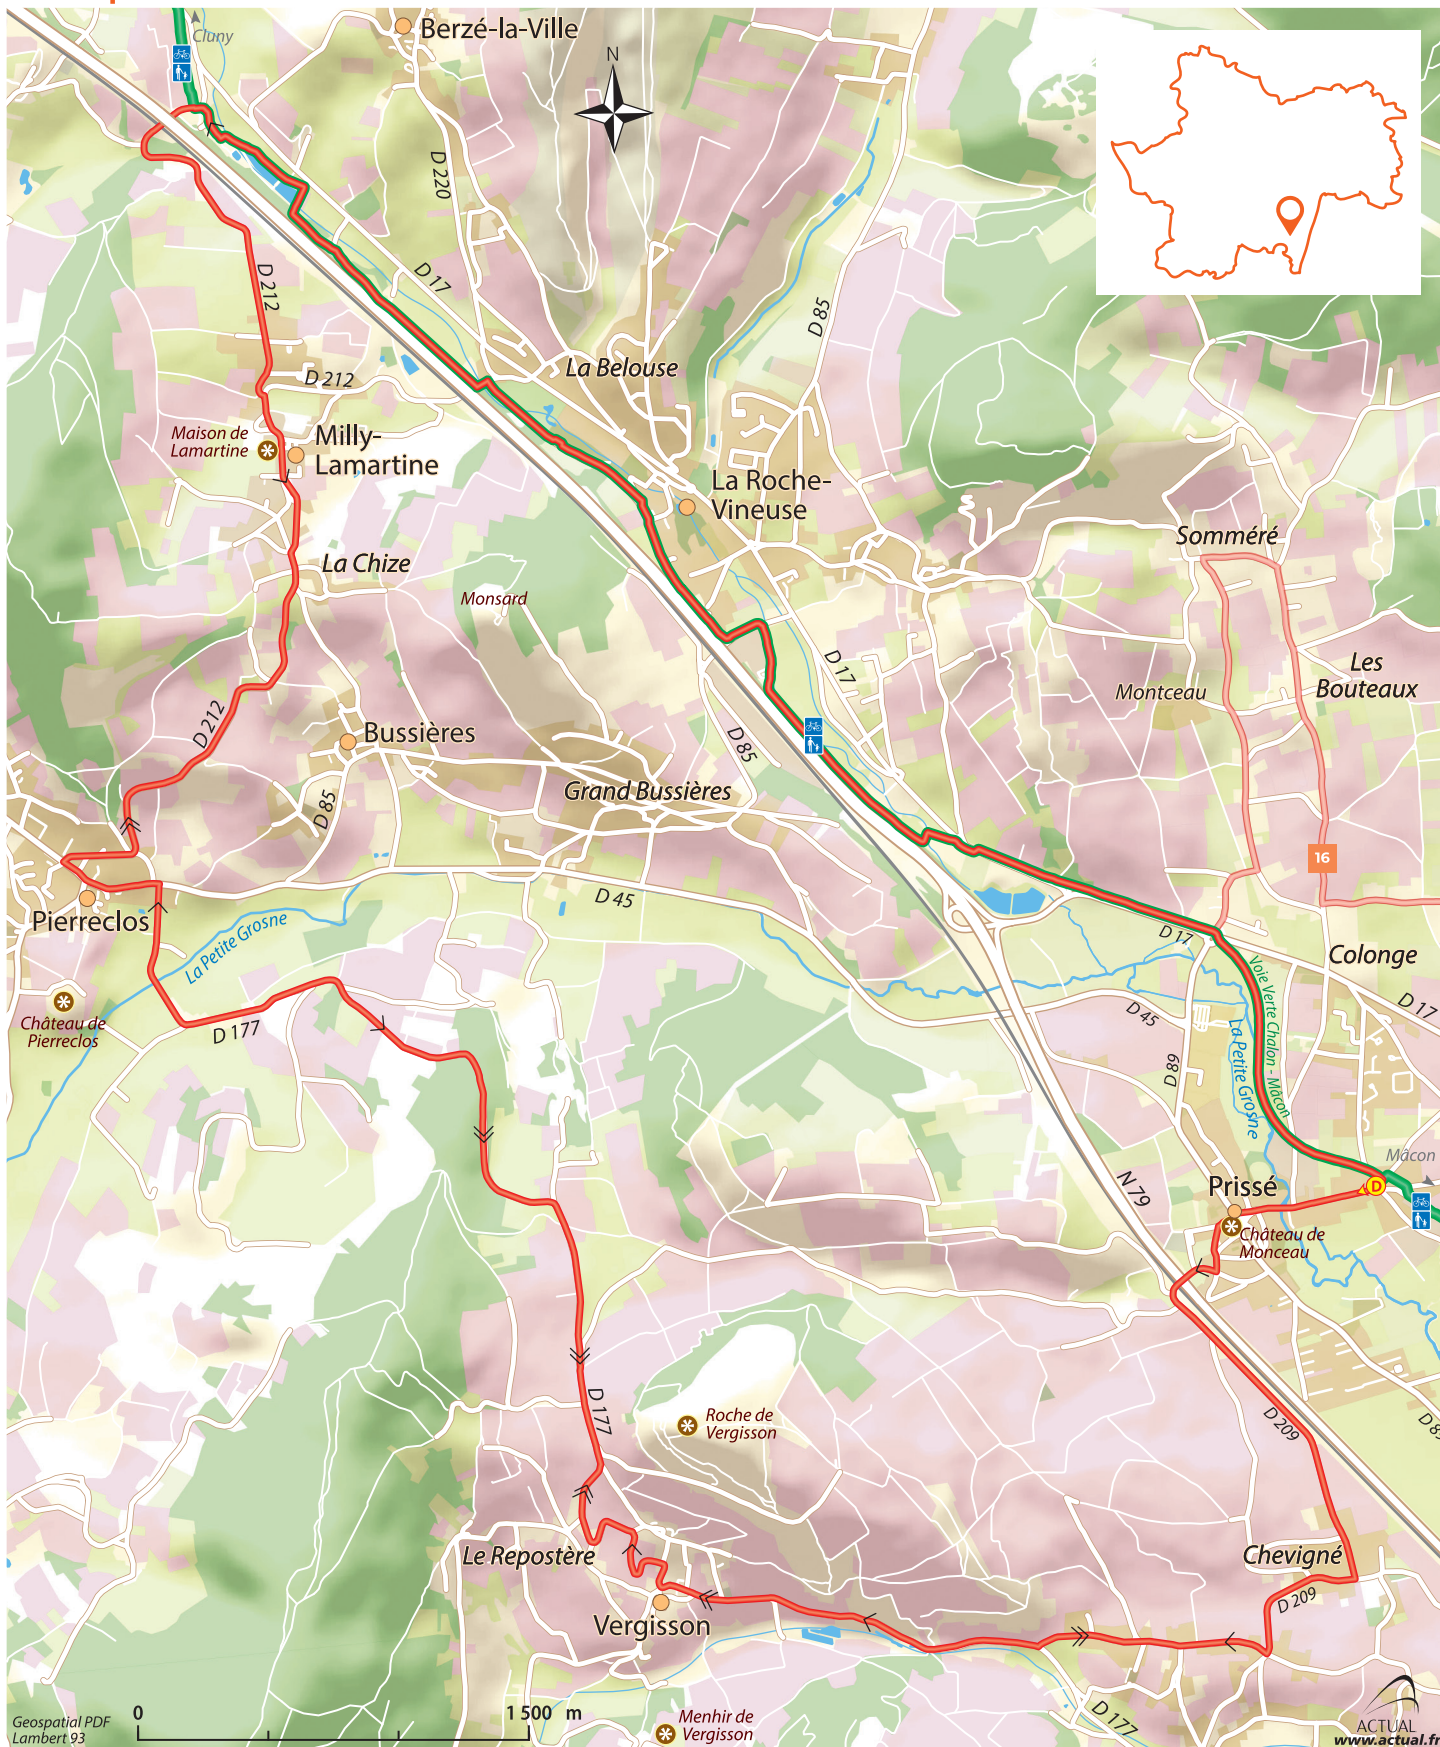 Cluny
Berzé-la-Ville
N
D 220
D 17
D 85
D 212
La Belouse
D 212
Maison de
Lamartine
Milly-
Lamartine
La Roche-
Vineuse
Somméré
La Chize
Monsard
D 17
Les
Bouteaux
Montceau
D 212
Bussières
D 85
D 85
Grand Bussières
16
D 45
Pierreclos
La Petite Grosne
D 17
Colonge
Voie Verte Chalon - Mâcon
D 17
Château de
Pierreclos
D 177
D 45
La Petite Grosne
D 89
Mâcon
N 79
Prissé
D
Château de
Monceau
D 177
Roche de
Vergisson
D 209
D 89
Le Repostère
Chevigné
D 209
Vergisson
D 177
Menhir de
Vergisson
0
1 500 m
Geospatial PDF
Lambert 93
ACTUAL
www.actual.fr